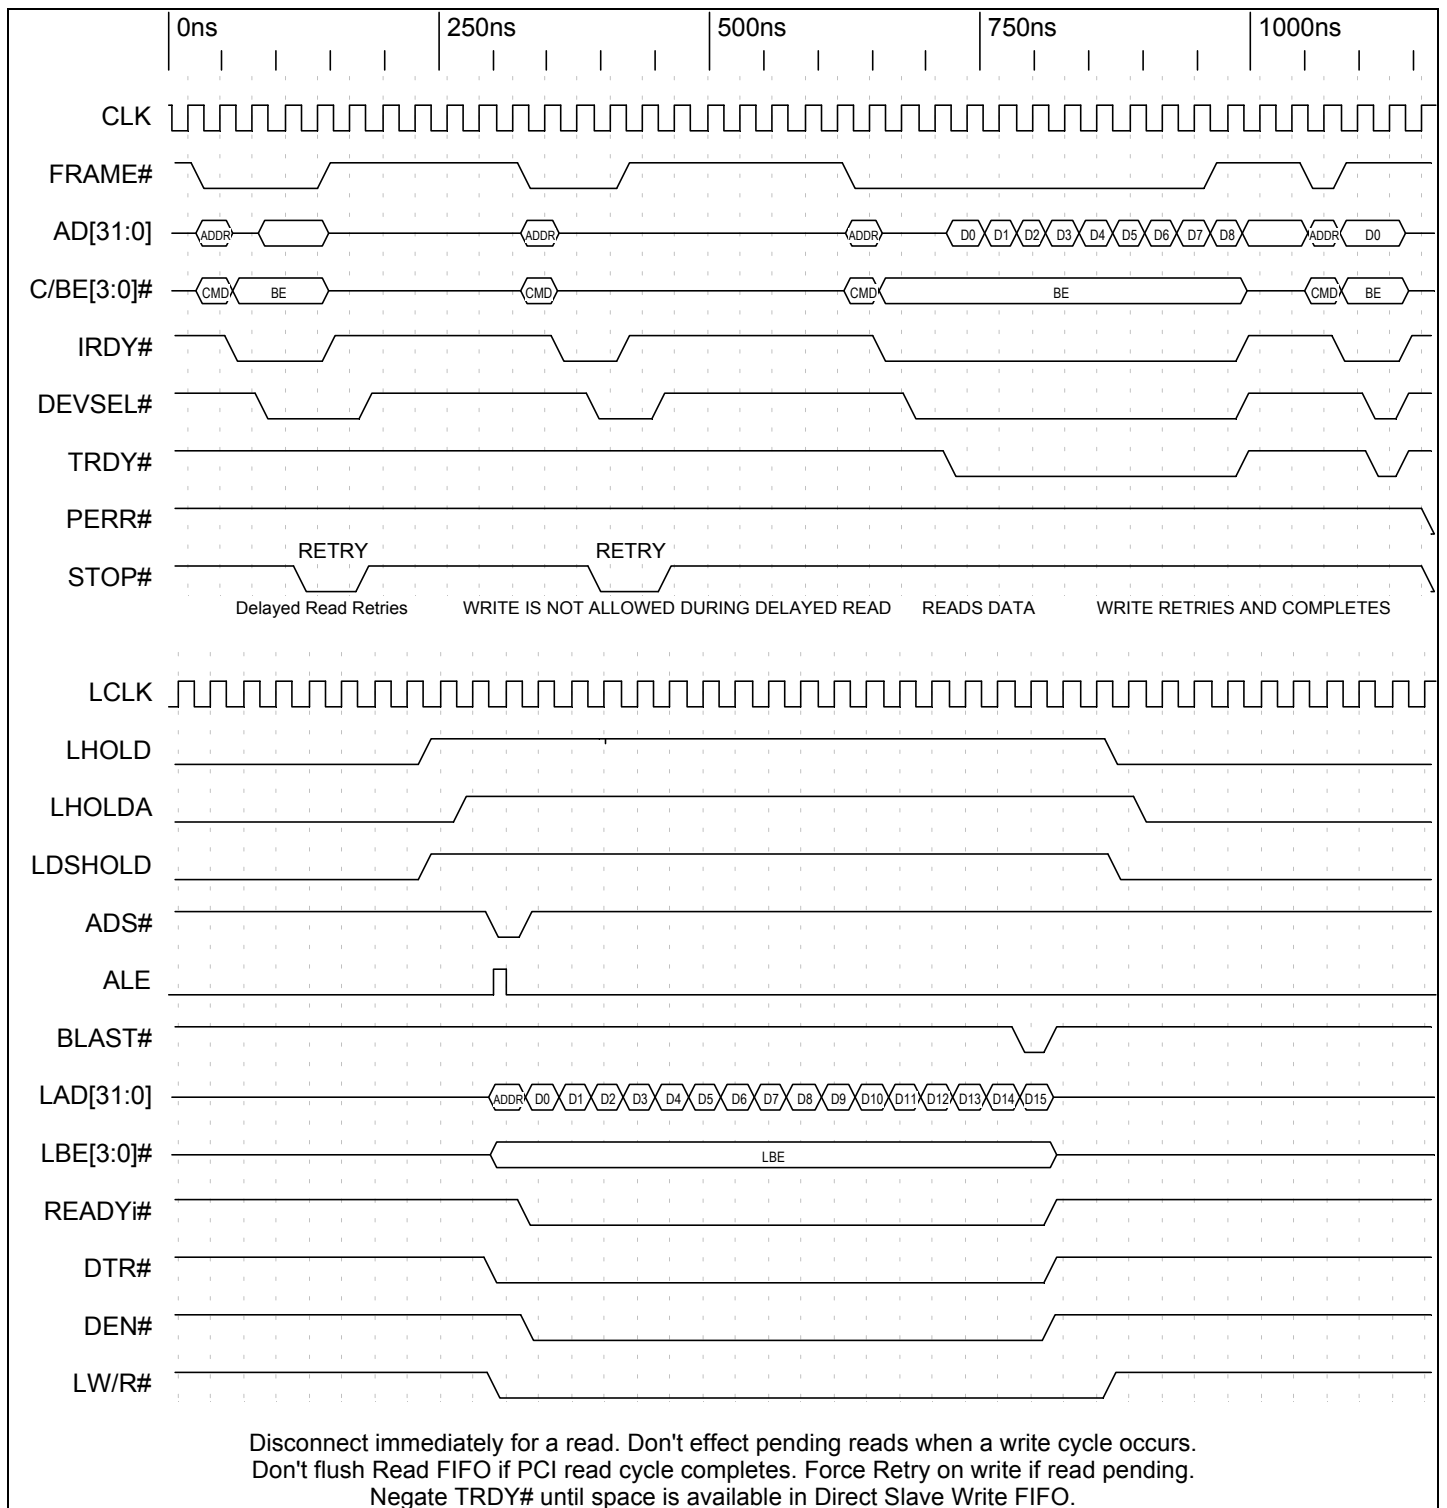 0ns 250ns 500ns 750ns 1000ns
CLK
FRAME#
AD[31:0] ADDR ADDR ADDR D0 D1 D2 D3 D4 D5 D6 D7 D8 ADDR D0
C/BE[3:0]# CMD BE CMD CMD BE CMD BE
IRDY#
DEVSEL#
TRDY#
PERR#
RETRY RETRY
STOP#
Delayed Read Retries WRITE IS NOT ALLOWED DURING DELAYED READ READS DATA WRITE RETRIES AND COMPLETES
LCLK
LHOLD
LHOLDA
LDSHOLD
ADS#
ALE
BLAST#
LAD[31:0] ADDR D0 D1 D2 D3 D4 D5 D6 D7 D8 D9 D10 D11 D12 D13 D14 D15
LBE[3:0]# LBE
READYi#
DTR#
DEN#
LW/R#
Disconnect immediately for a read. Don't effect pending reads when a write cycle occurs.
Don't flush Read FIFO if PCI read cycle completes. Force Retry on write if read pending.
Negate TRDY# until space is available in Direct Slave Write FIFO.